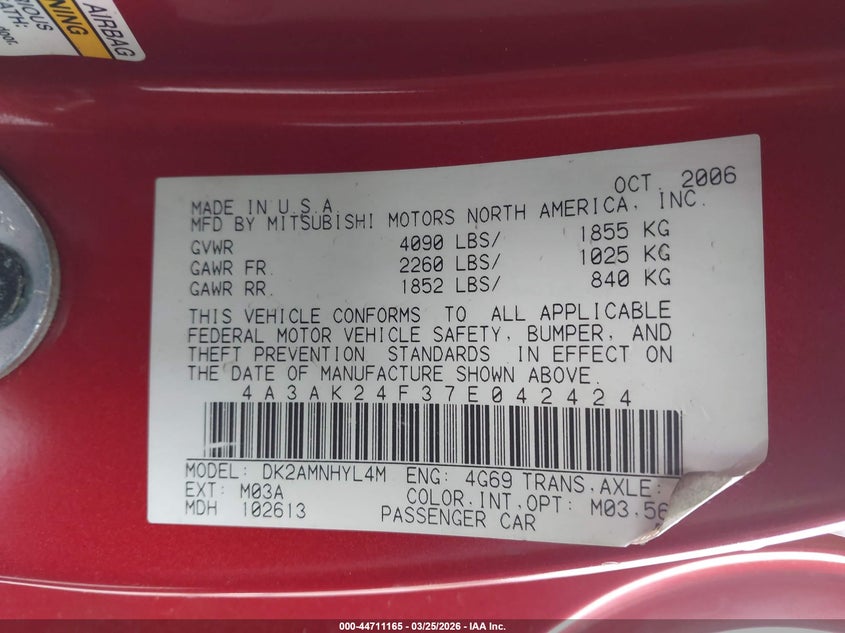 AIRBAG
NING
RIOUS
EATH:
door.
OCT. 2006
MADE IN U.S.A.
MFD BY MITSUBISHI MOTORS NORTH AMERICA, INC.
GVWR 4090 LBS/ 1855 KG
GAWR FR. 2260 LBS/ 1025 KG
GAWR RR. 1852 LBS/ 840 KG
THIS VEHICLE CONFORMS TO ALL APPLICABLE
FEDERAL MOTOR VEHICLE SAFETY, BUMPER, AND
THEFT PREVENTION STANDARDS IN EFFECT ON
THE DATE OF MANUFACTURE SHOWN ABOVE.
4A3AK24F37E042424
MODEL: DK2AMNHYL4M ENG: 4G69 TRANS.AXLE:
EXT: M03A COLOR.INT.OPT: M03.56
MDH 102613 PASSENGER CAR
000-44711165 - 03/25/2026 - IAA Inc.